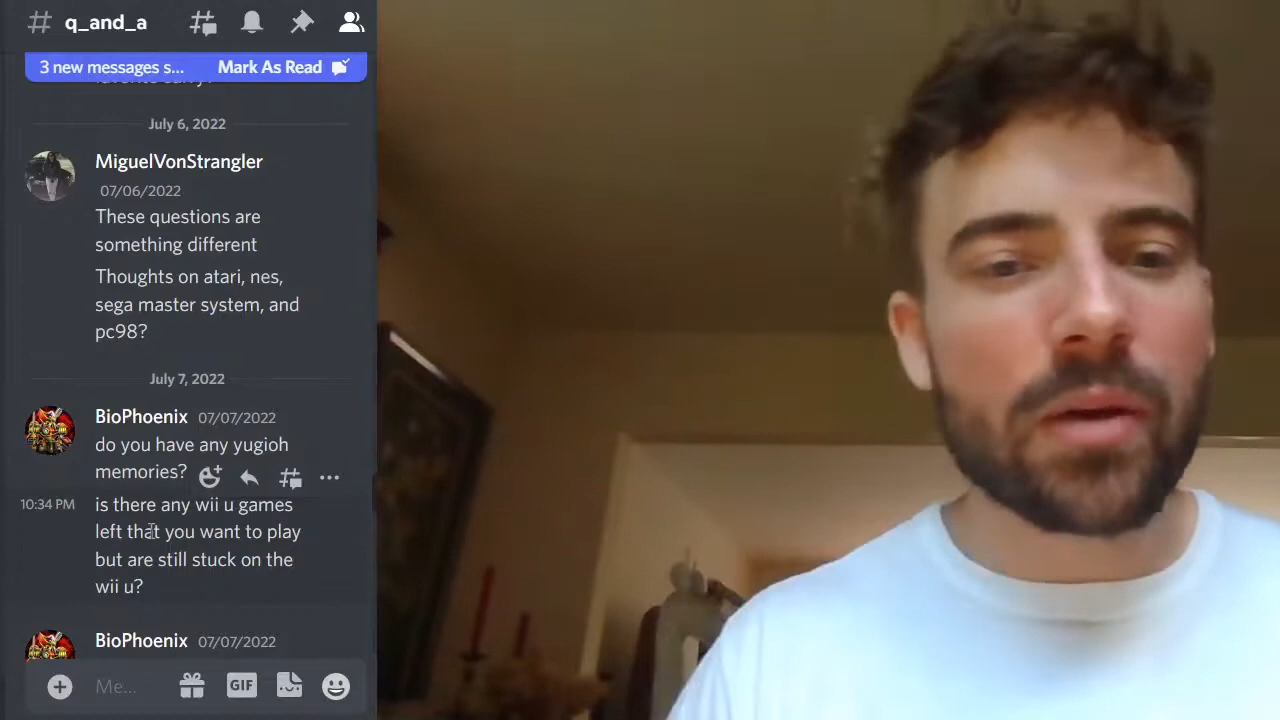 # q_and_a
3 new messages s... Mark As Read
July 6, 2022
MiguelVonStrangler
07/06/2022
These questions are
something different
Thoughts on atari, nes,
sega master system, and
pc98?
July 7, 2022
BioPhoenix 07/07/2022
do you have any yugioh
memories?
10:34 PM is there any wii u games
left that you want to play
but are still stuck on the
wii u?
BioPhoenix 07/07/2022
Me...
GIF